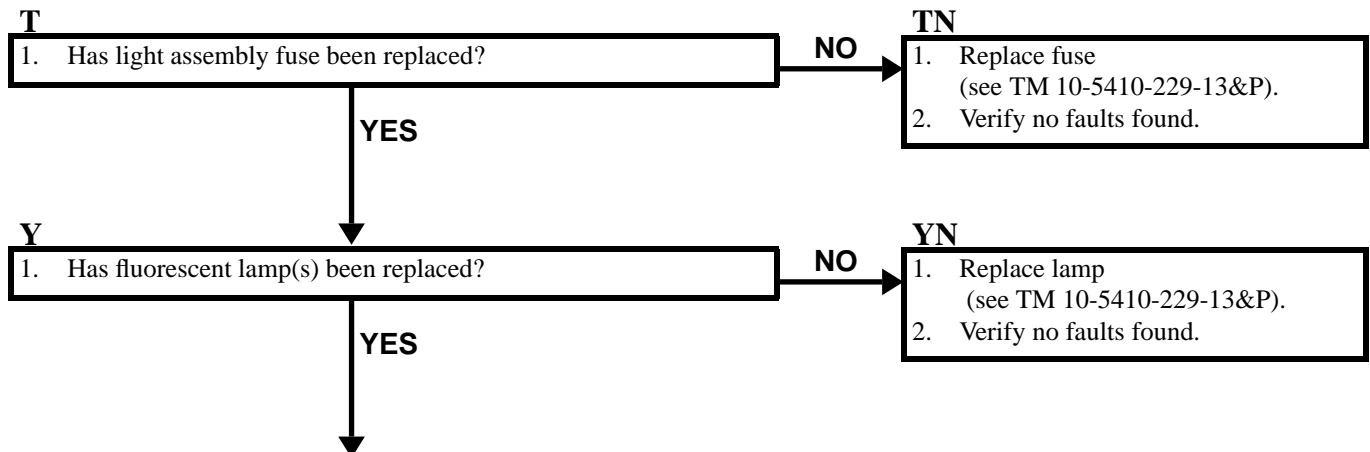 T
1. Has light assembly fuse been replaced?
NO
TN
1. Replace fuse
(see TM 10-5410-229-13&P).
2. Verify no faults found.
YES
Y
1. Has fluorescent lamp(s) been replaced?
NO
YN
1. Replace lamp
(see TM 10-5410-229-13&P).
2. Verify no faults found.
YES